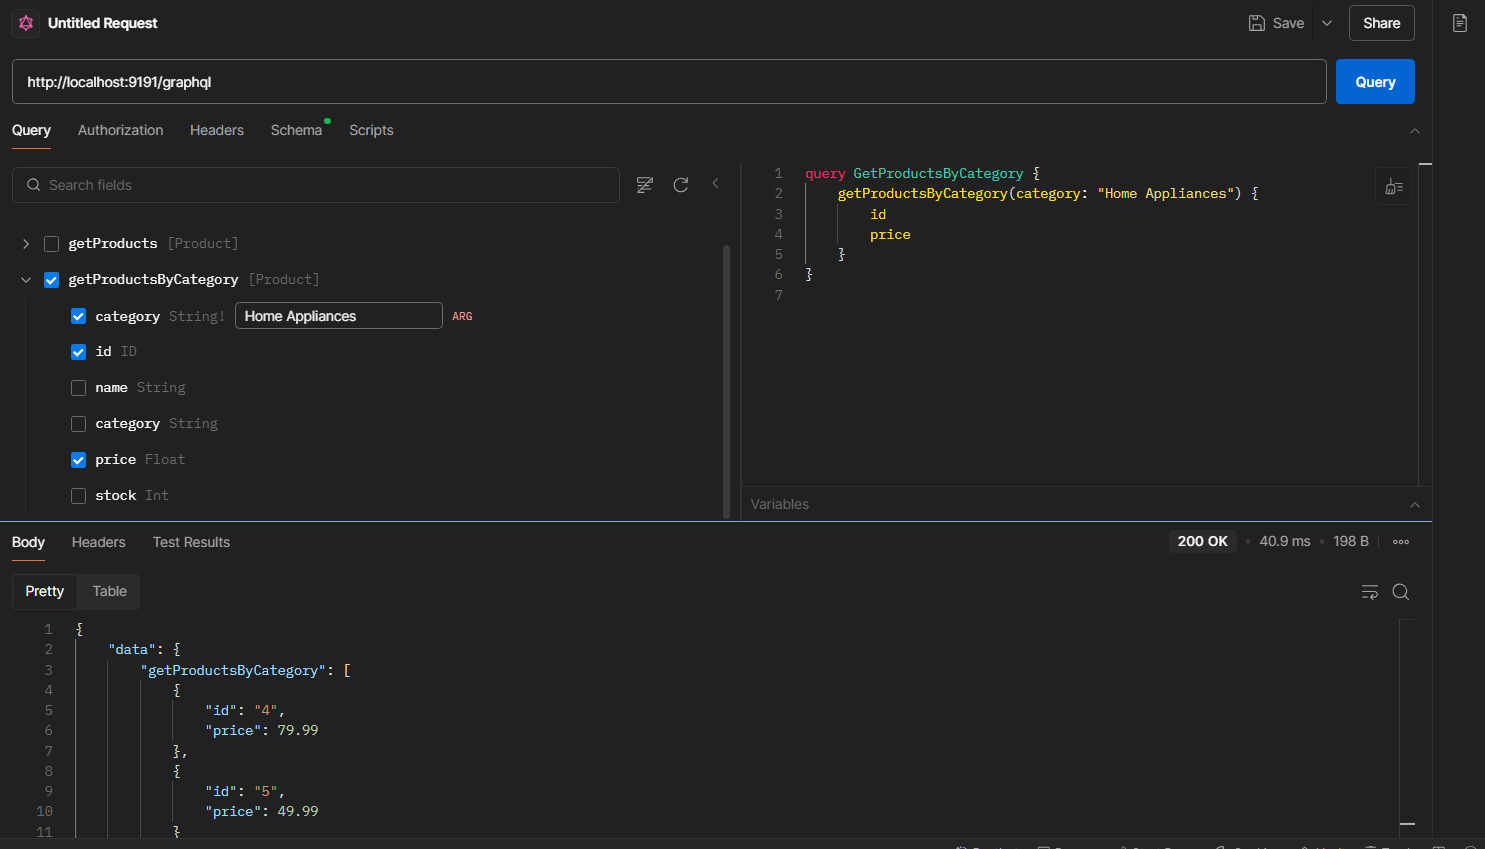 Untitled Request
Save
Share
http://localhost:9191/graphql
Query
Query Authorization Headers Schema Scripts
Search fields
getProducts [Product]
getProductsByCategory [Product]
category String! Home Appliances ARG
id ID
name String
category String
price Float
stock Int
1 query GetProductsByCategory {
2 getProductsByCategory(category: "Home Appliances") {
3 id
4 price
5 }
6 }
7
Variables
Body Headers Test Results
200 OK • 40.9 ms • 198 B
Pretty Table
1 {
2 "data": {
3 "getProductsByCategory": [
4 {
5 "id": "4",
6 "price": 79.99
7 },
8 {
9 "id": "5",
10 "price": 49.99
11 }